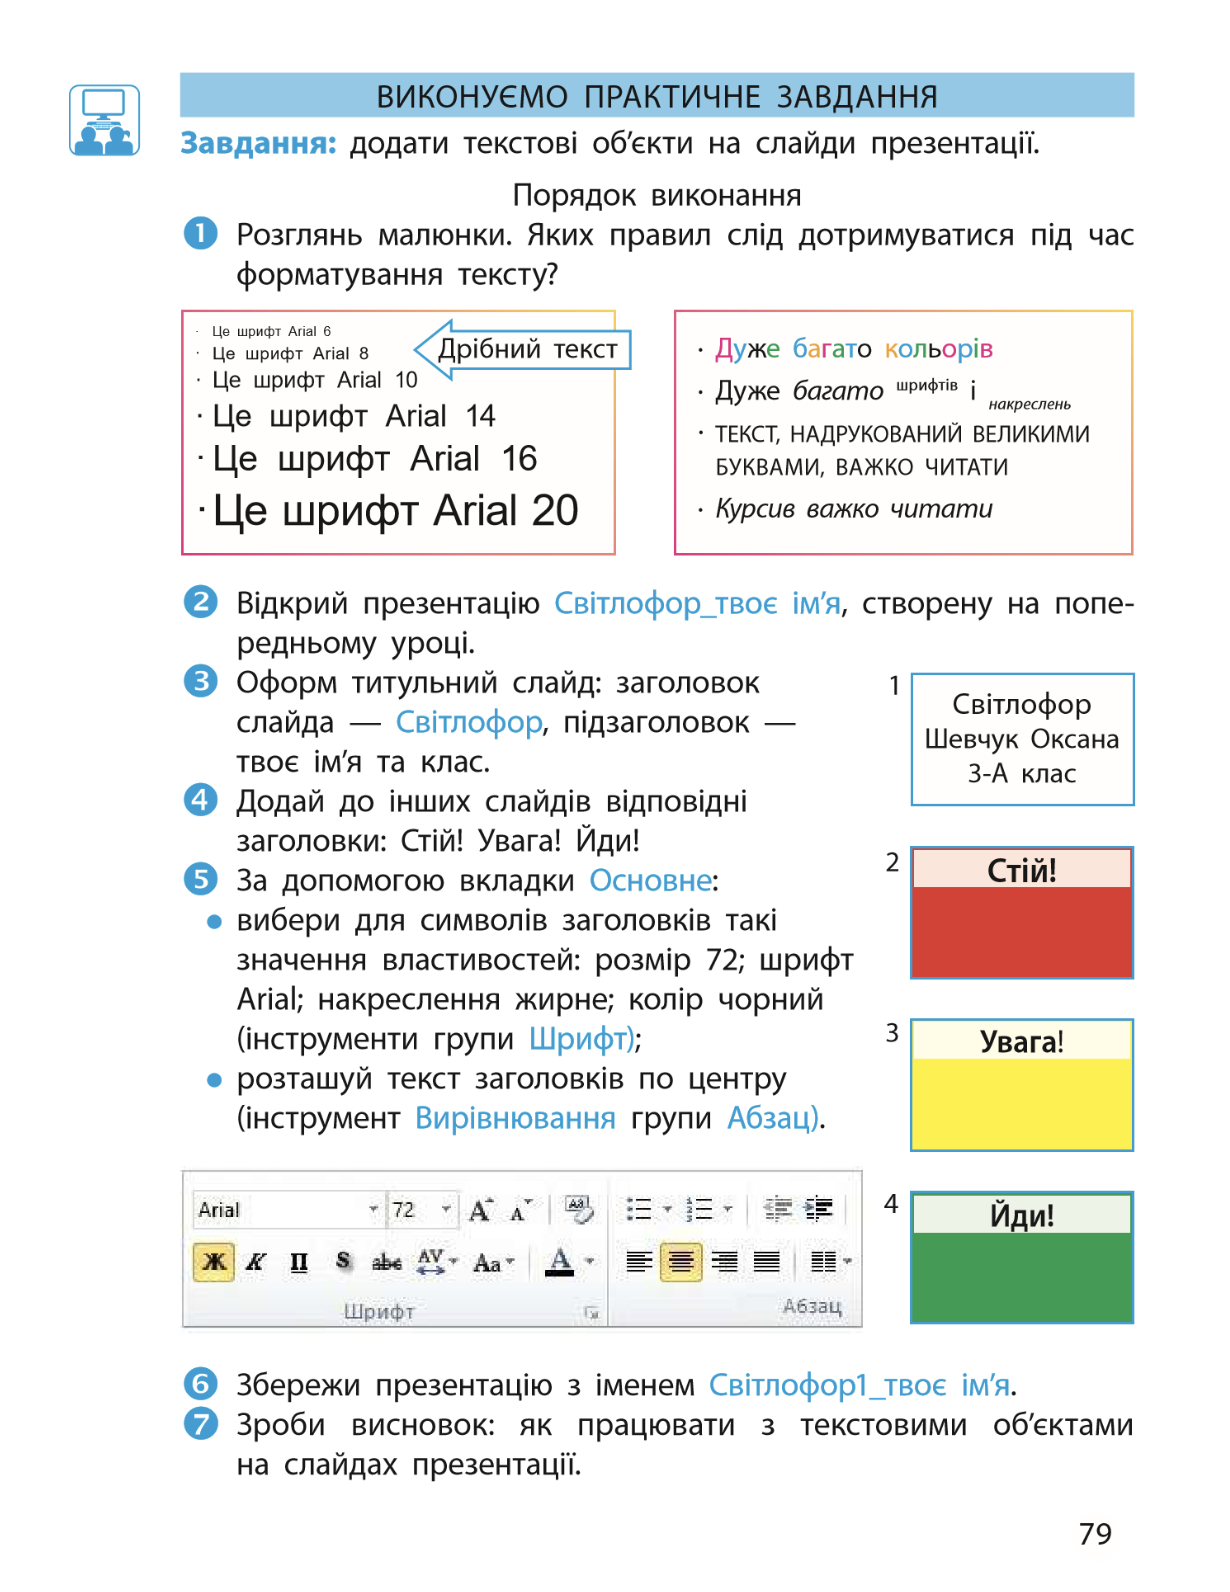 ВИКОНУЄМО ПРАКТИЧНЕ ЗАВДАННЯ
Завдання: додати текстові об’єкти на слайди презентації.
Порядок виконання
1 Розглянь малюнки. Яких правил слід дотримуватися під час
форматування тексту?
· Це шрифт Arial 6
· Це шрифт Arial 8
· Це шрифт Arial 10
· Це шрифт Arial 14
· Це шрифт Arial 16
· Це шрифт Arial 20
Дрібний текст
· Дуже багато кольорів
· Дуже багато шрифтів і накреслень
· ТЕКСТ, НАДРУКОВАНИЙ ВЕЛИКИМИ
БУКВАМИ, ВАЖКО ЧИТАТИ
· Курсив важко читати
2 Відкрий презентацію Світлофор_твоє ім’я, створену на попе-
редньому уроці.
3 Оформ титульний слайд: заголовок
слайда — Світлофор, підзаголовок —
твоє ім’я та клас.
4 Додай до інших слайдів відповідні
заголовки: Стій! Увага! Йди!
5 За допомогою вкладки Основне:
• вибери для символів заголовків такі
значення властивостей: розмір 72; шрифт
Arial; накреслення жирне; колір чорний
(інструменти групи Шрифт);
• розташуй текст заголовків по центру
(інструмент Вирівнювання групи Абзац).
1
Світлофор
Шевчук Оксана
3-А клас
2
Стій!
3
Увага!
4
Йди!
Arial 72 А А Аа
Ж К П S abc AV Аа А
Шрифт Абзац
6 Збережи презентацію з іменем Світлофор1_твоє ім’я.
7 Зроби висновок: як працювати з текстовими об’єктами
на слайдах презентації.
79